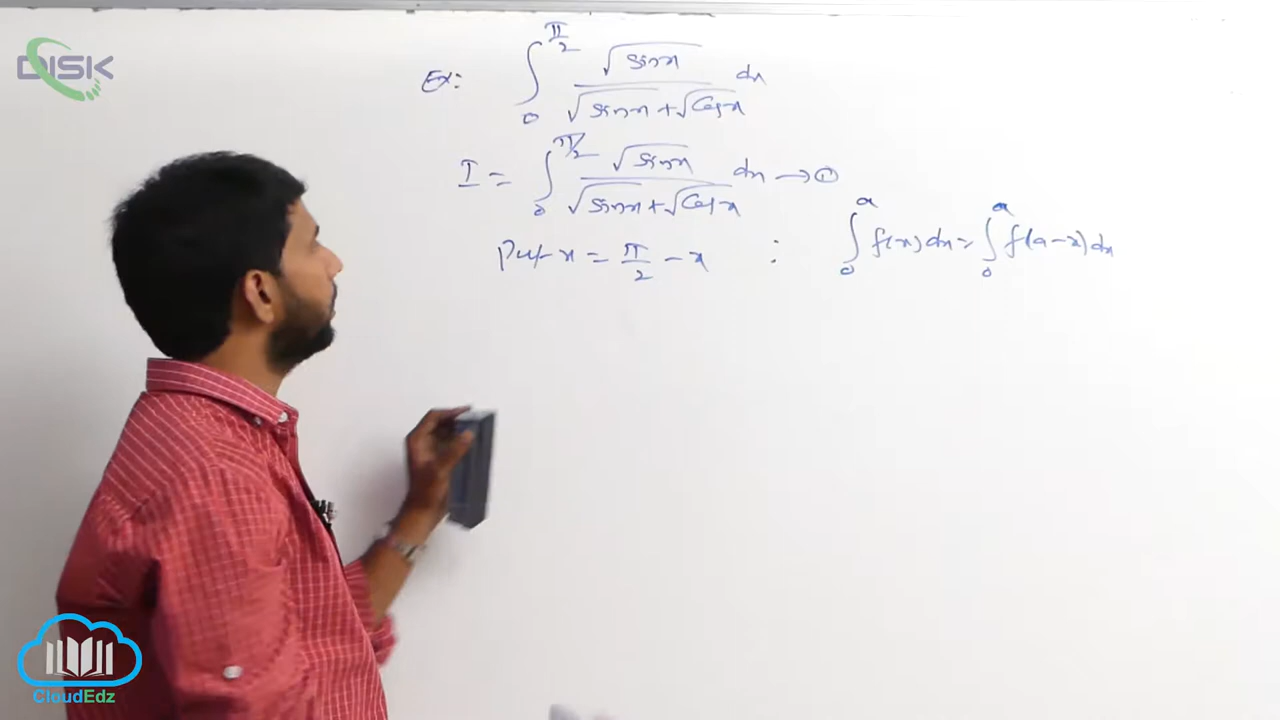 DISK
Ex: ∫₀^{π/2} √sinx / (√sinx + √Cosx) dx
I = ∫₀^{π/2} √sinx / (√sinx + √Cosx) dx → ①
Put x = π/2 - x : ∫₀^a f(x) dx = ∫₀^a f(a-x) dx
CloudEdz